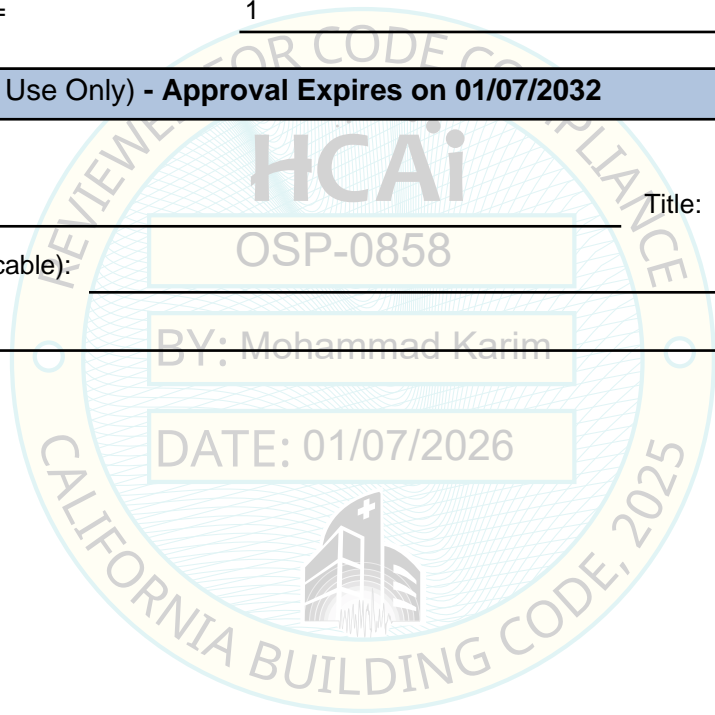 =
1
Use Only) - Approval Expires on 01/07/2032
REVIEWED FOR CODE COMPLIANCE
HCAi
Title:
OSP-0858
cable):
BY: Mohammad Karim
DATE: 01/07/2026
CALIFORNIA BUILDING CODE, 2025